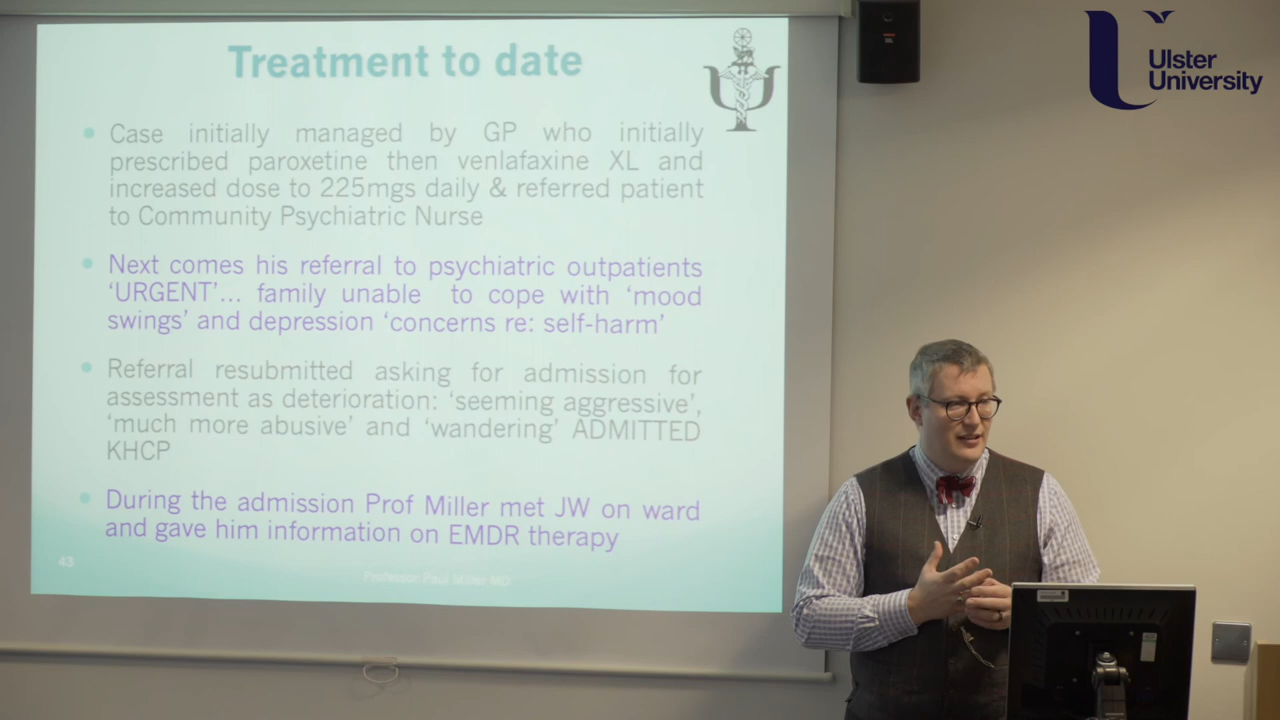 Treatment to date
Case initially managed by GP who initially
prescribed paroxetine then venlafaxine XL and
increased dose to 225mgs daily & referred patient
to Community Psychiatric Nurse
Next comes his referral to psychiatric outpatients
‘URGENT’... family unable to cope with ‘mood
swings’ and depression ‘concerns re: self-harm’
Referral resubmitted asking for admission for
assessment as deterioration: ‘seeming aggressive’,
‘much more abusive’ and ‘wandering’ ADMITTED
KHCP
During the admission Prof Miller met JW on ward
and gave him information on EMDR therapy
43
Professor Paul Miller MD
Ulster
University